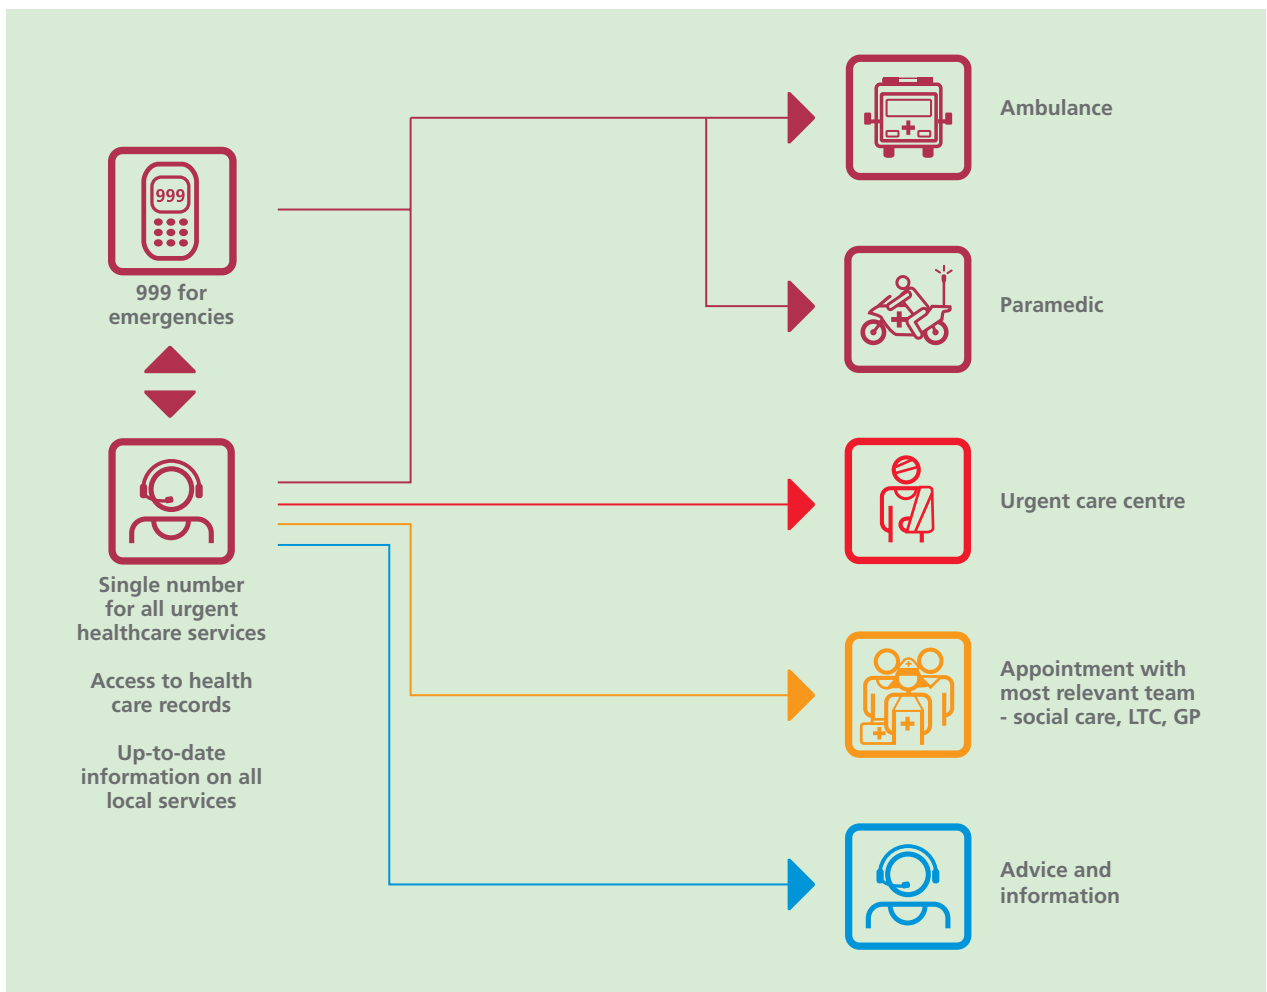 999
999 for
emergencies
Single number
for all urgent
healthcare services
Access to health
care records
Up-to-date
information on all
local services
Ambulance
Paramedic
Urgent care centre
Appointment with
most relevant team
- social care, LTC, GP
Advice and
information